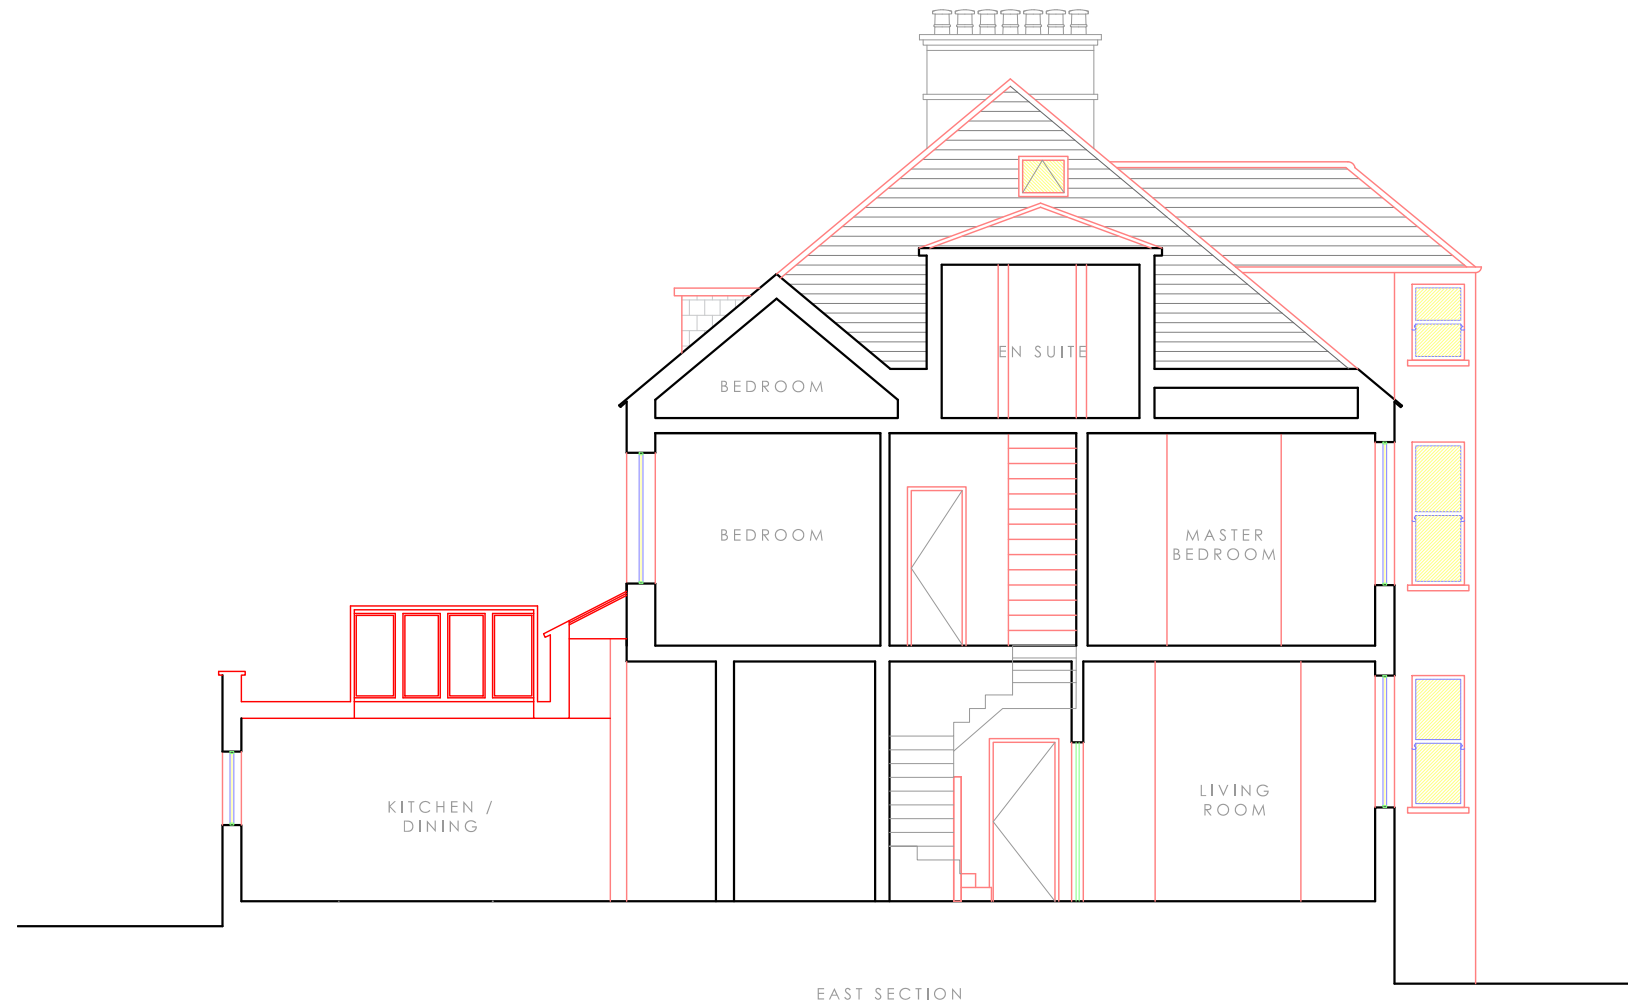 EN SUITE
BEDROOM
BEDROOM
MASTER
BEDROOM
KITCHEN /
DINING
LIVING
ROOM
EAST SECTION